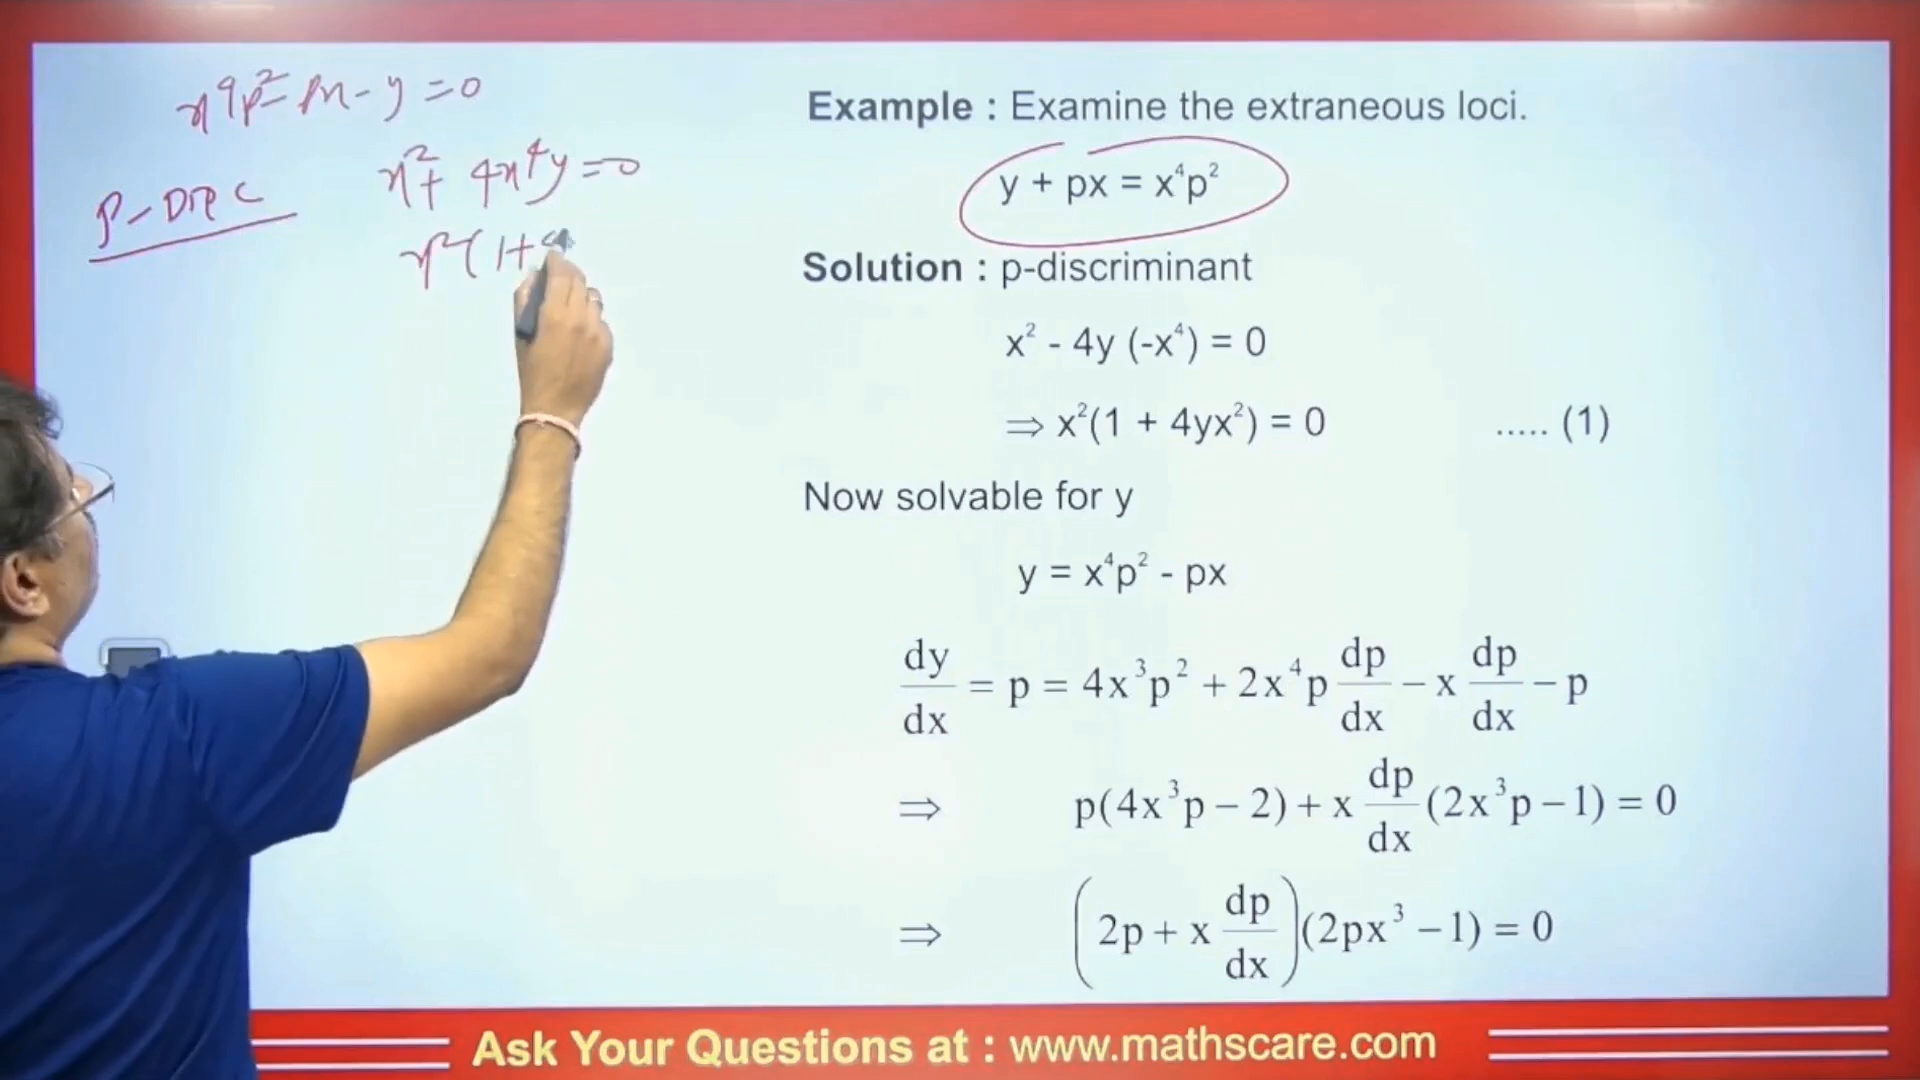 x⁴p² - px - y = 0
x² + 4x⁴y = 0
P-Disc
x²(1+4
Example : Examine the extraneous loci.
y + px = x⁴p²
Solution : p-discriminant
x² - 4y (-x⁴) = 0
⇒ x²(1 + 4yx²) = 0 ..... (1)
Now solvable for y
y = x⁴p² - px
dy/dx = p = 4x³p² + 2x⁴p dp/dx − x dp/dx − p
⇒ p(4x³p − 2) + x dp/dx (2x³p − 1) = 0
⇒ (2p + x dp/dx)(2px³ − 1) = 0
Ask Your Questions at : www.mathscare.com